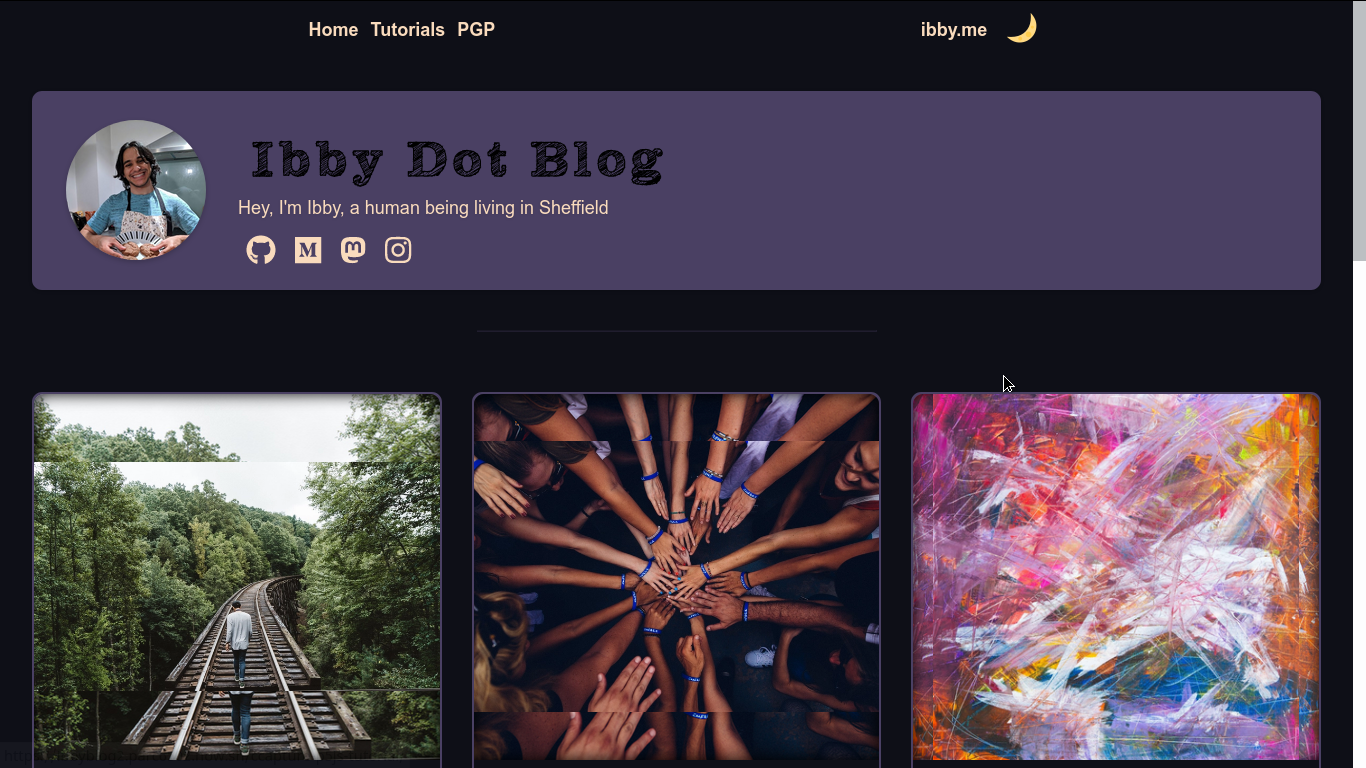 Home Tutorials PGP
ibby.me
Ibby Dot Blog
Hey, I'm Ibby, a human being living in Sheffield
M